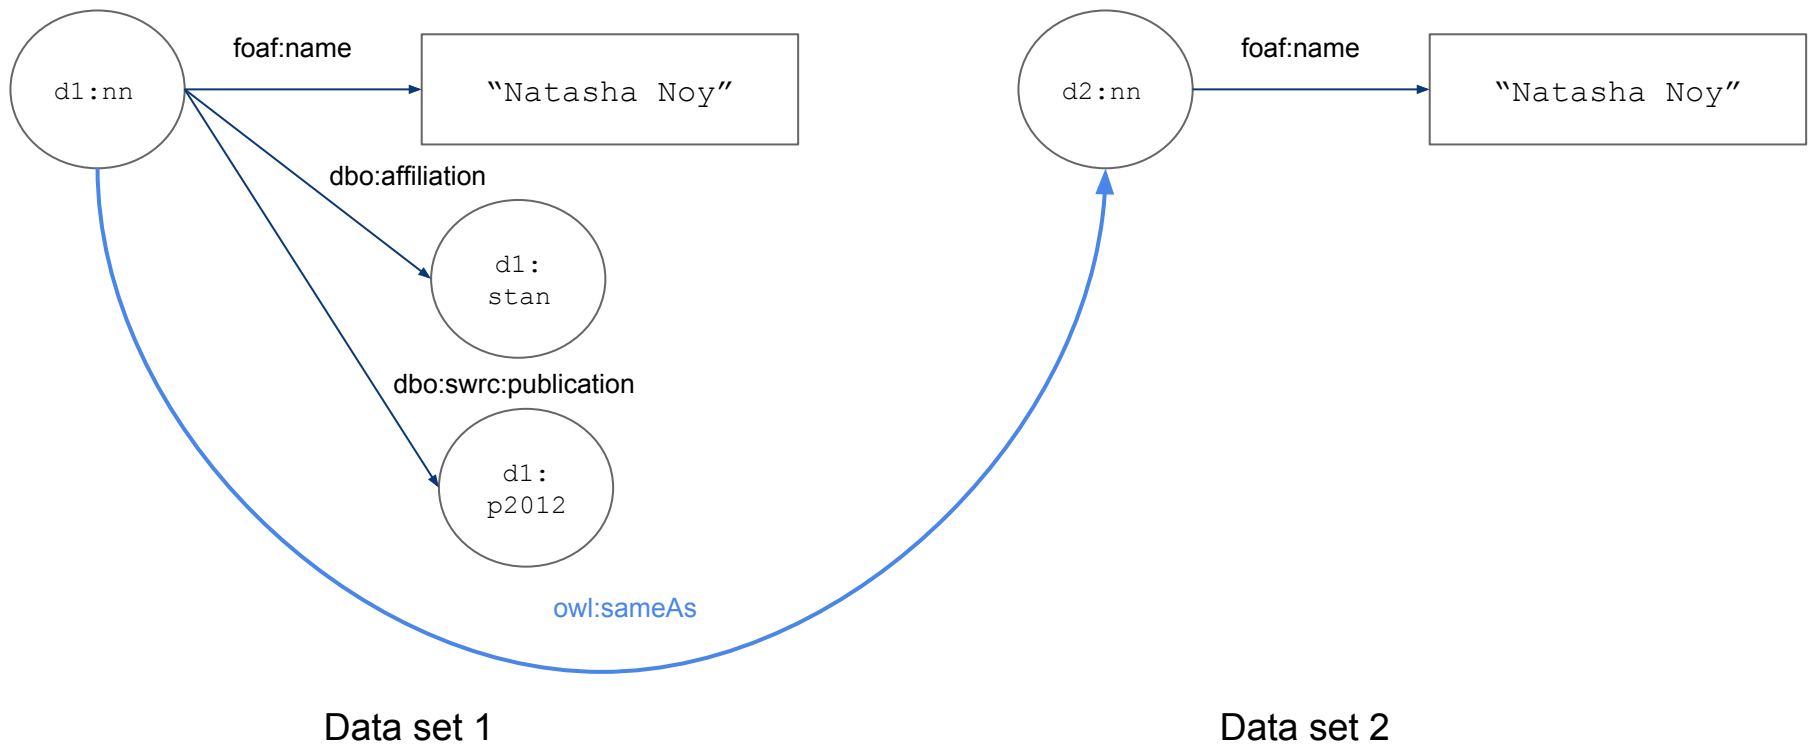 foaf:name
d1:nn
“Natasha Noy”
dbo:affiliation
d1:
stan
dbo:swrc:publication
d1:
p2012
owl:sameAs
Data set 1
foaf:name
d2:nn
“Natasha Noy”
Data set 2